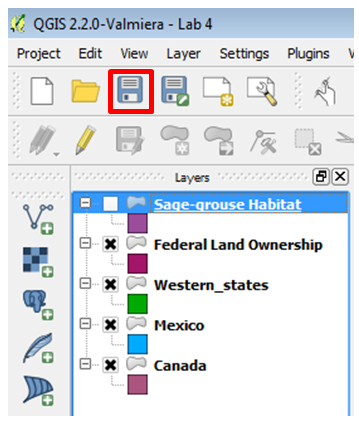 QGIS 2.2.0-Valmiera - Lab 4
Project Edit View Layer Settings Plugins
Layers
Sage-grouse Habitat
Federal Land Ownership
Western_states
Mexico
Canada